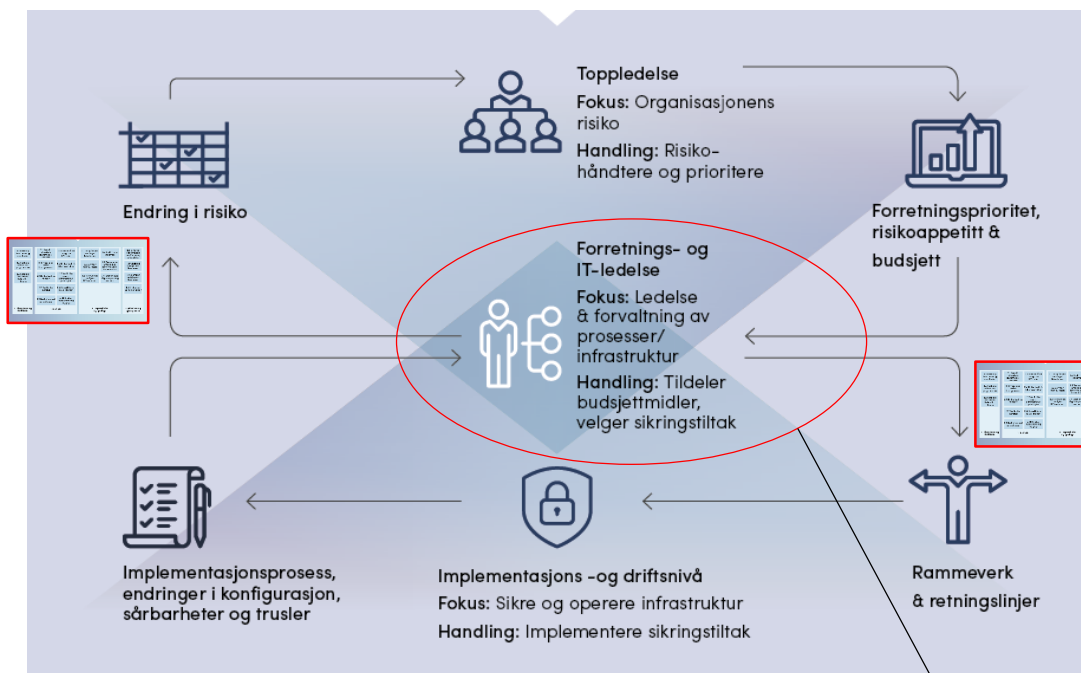 Toppledelse
Fokus: Organisasjonens
risiko
Handling: Risiko-
håndtere og prioritere
Endring i risiko
Forretningsprioritet,
risikoappetitt &
budsjett
Forretnings- og
IT-ledelse
Fokus: Ledelse
& forvaltning av
prosesser/
infrastruktur
Handling: Tildeler
budsjettmidler,
velger sikringstiltak
Implementasjonsprosess,
endringer i konfigurasjon,
sårbarheter og trusler
Implementasjons -og driftsnivå
Fokus: Sikre og operere infrastruktur
Handling: Implementere sikringstiltak
Rammeverk
& retningslinjer